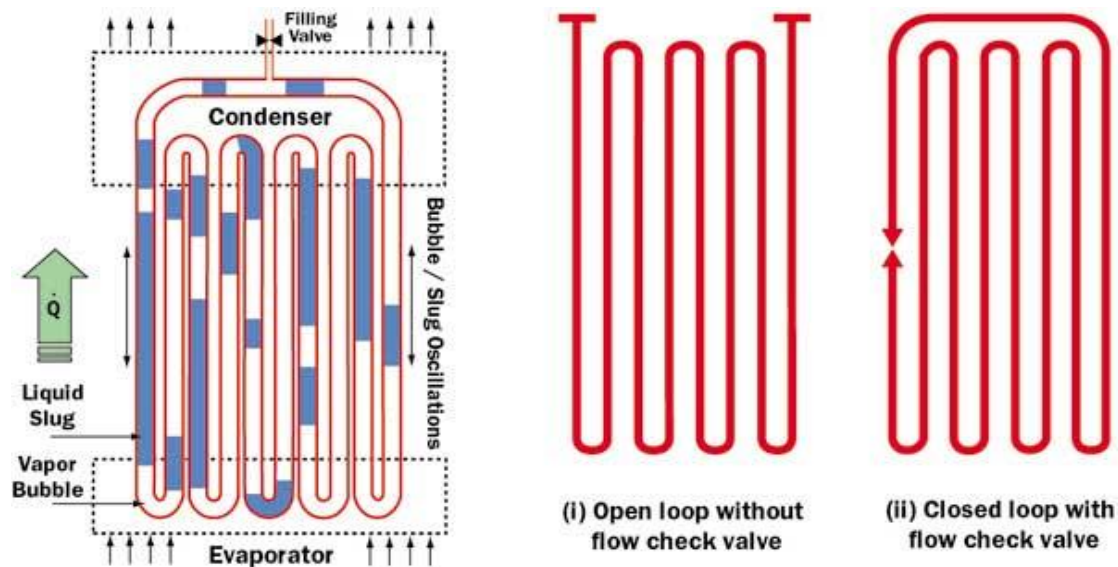 Filling
Valve
Condenser
Bubble / Slug Oscillations
Q̇
Liquid
Slug
Vapor
Bubble
Evaporator
(i) Open loop without
flow check valve
(ii) Closed loop with
flow check valve